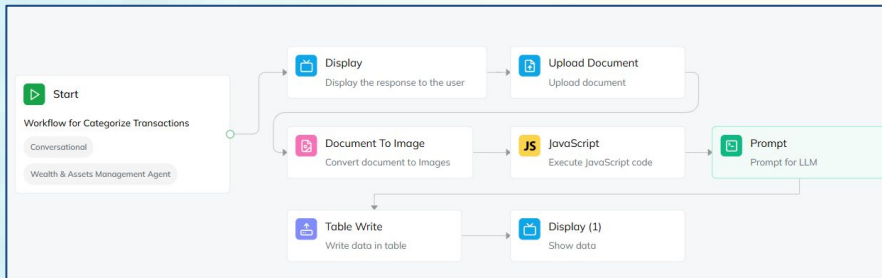 Start
Workflow for Categorize Transactions
Conversational
Wealth & Assets Management Agent
Display
Display the response to the user
Upload Document
Upload document
Document To Image
Convert document to Images
JS
JavaScript
Execute JavaScript code
Prompt
Prompt for LLM
Table Write
Write data in table
Display (1)
Show data